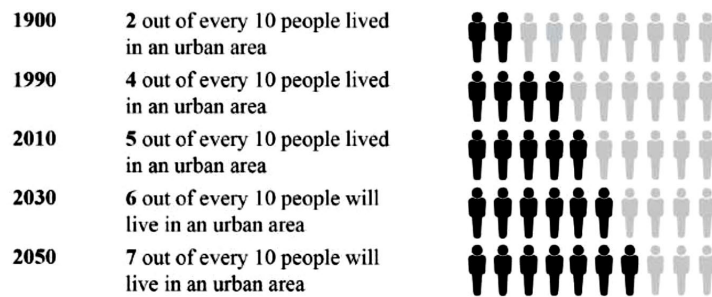 1900 2 out of every 10 people lived
in an urban area
1990 4 out of every 10 people lived
in an urban area
2010 5 out of every 10 people lived
in an urban area
2030 6 out of every 10 people will
live in an urban area
2050 7 out of every 10 people will
live in an urban area